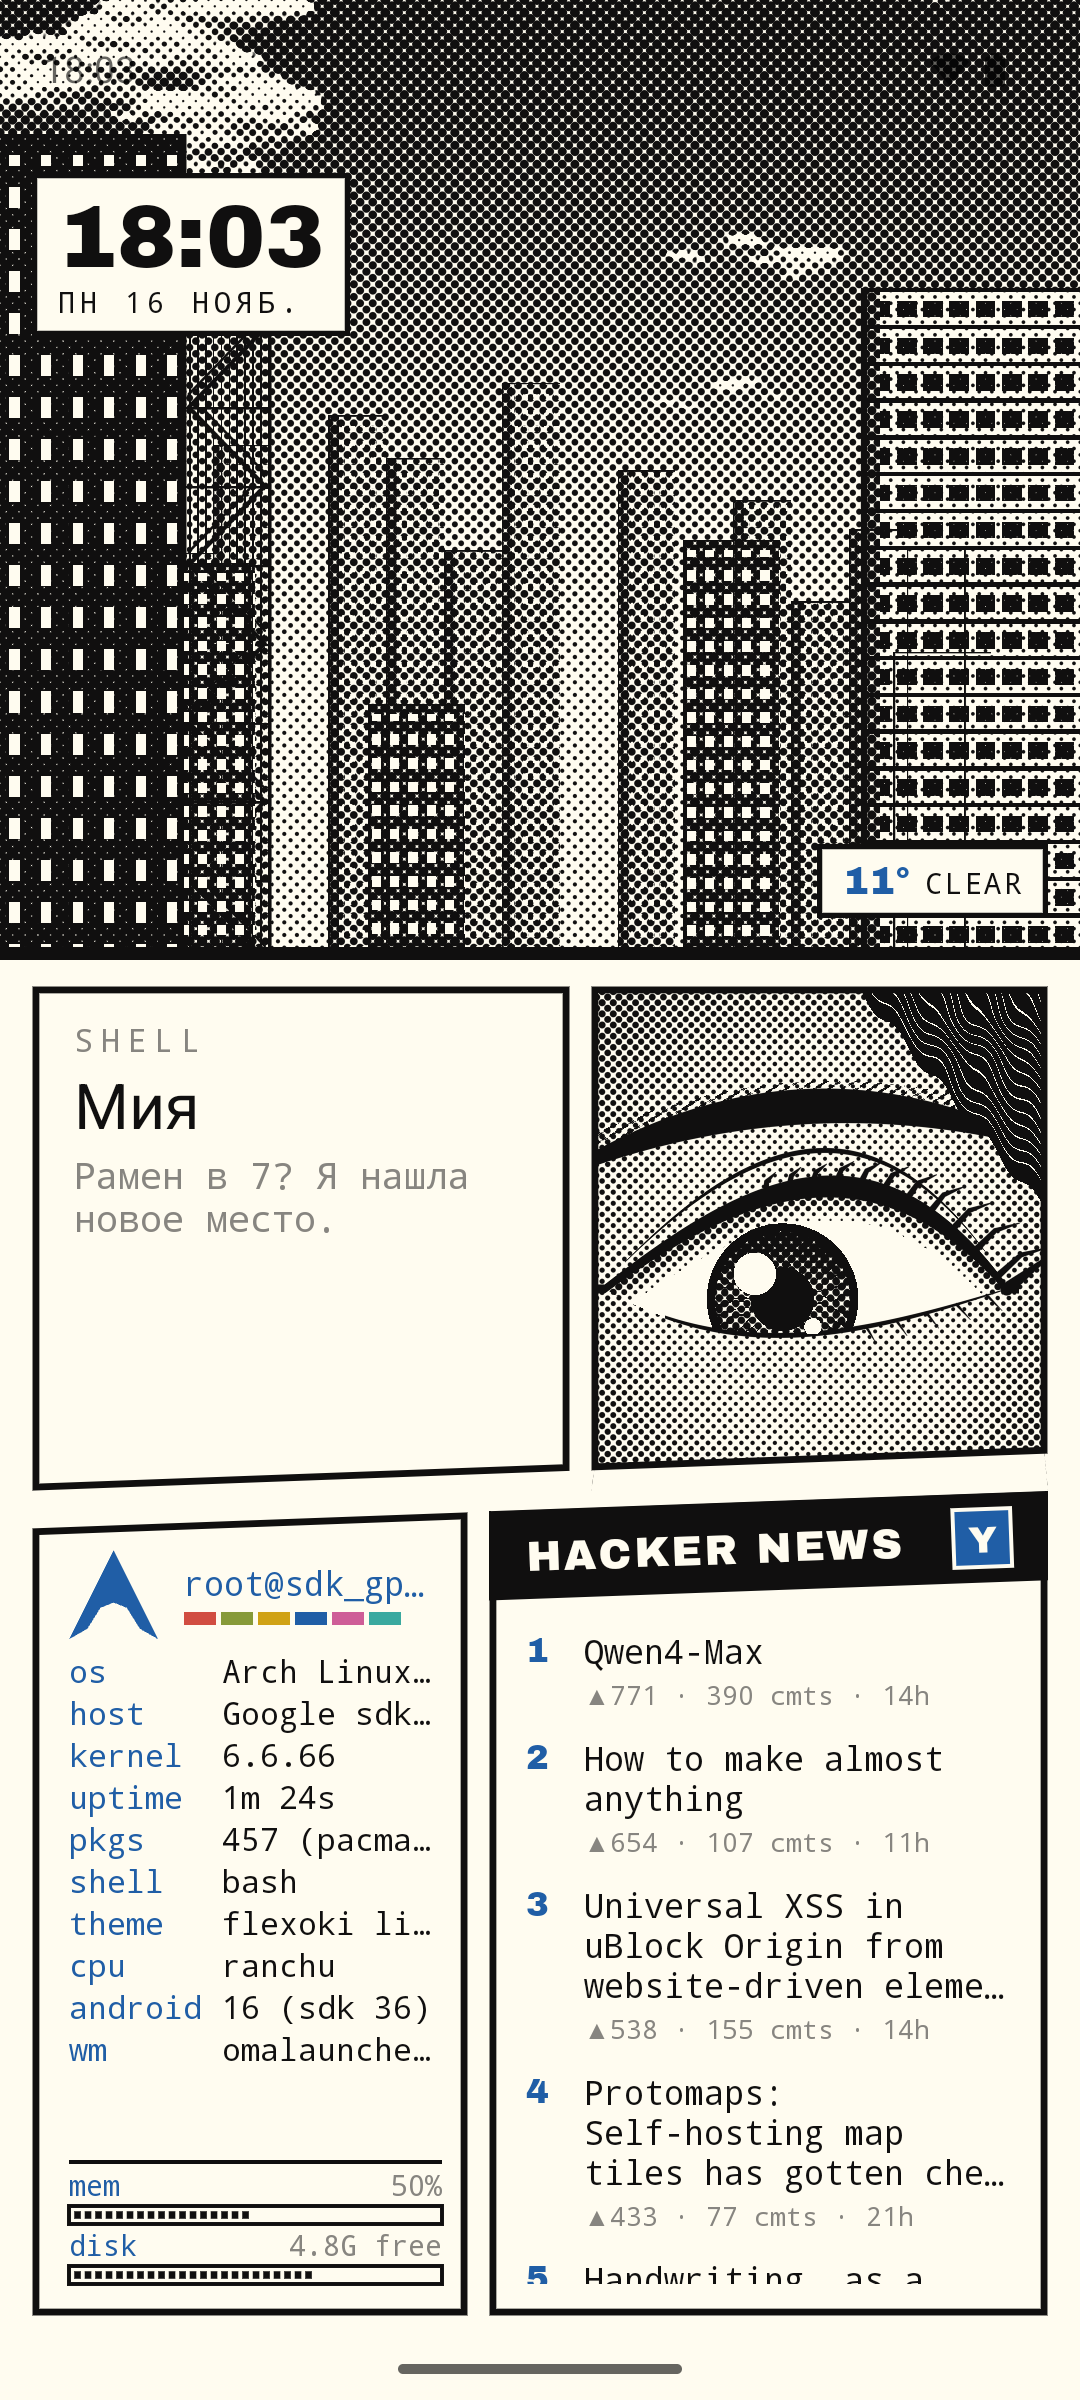 18:03
18:03
ПН 16 НОЯБ.
11° CLEAR
SHELL
Мия
Рамен в 7? Я нашла
новое место.
root@sdk_gp…
os Arch Linux…
host Google sdk…
kernel 6.6.66
uptime 1m 24s
pkgs 457 (pacma…
shell bash
theme flexoki li…
cpu ranchu
android 16 (sdk 36)
wm omalaunche…
mem 50%
disk 4.8G free
HACKER NEWS Y
1 Qwen4-Max
▲771 · 390 cmts · 14h
2 How to make almost
anything
▲654 · 107 cmts · 11h
3 Universal XSS in
uBlock Origin from
website-driven eleme…
▲538 · 155 cmts · 14h
4 Protomaps:
Self-hosting map
tiles has gotten che…
▲433 · 77 cmts · 21h
5 Handwriting, as a